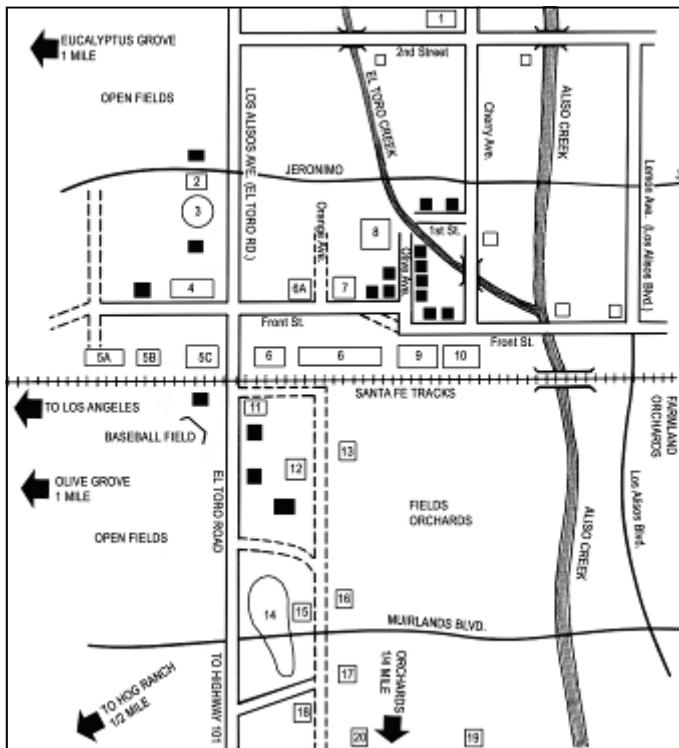 EUCALYPTUS GROVE
1 MILE
1
2nd Street
OPEN FIELDS
LOS ALISOS AVE. (EL TORO RD.)
EL TORO CREEK
Cherry Ave.
ALISO CREEK
Lemon Ave. (Los Alisos Blvd.)
JERONIMO
2
3
Orange Ave.
8
Olive Ave.
1st St.
4
6A
7
Front St.
Front St.
5A
5B
5C
6
6
9
10
SANTA FE TRACKS
TO LOS ANGELES
11
BASEBALL FIELD
FARMLAND
ORCHARDS
12
13
OLIVE GROVE
1 MILE
EL TORO ROAD
FIELDS
ORCHARDS
Los Alisos Blvd.
ALISO CREEK
OPEN FIELDS
14
15
16
MUIRLANDS BLVD.
TO HOG RANCH
1/2 MILE
TO HIGHWAY 101
17
ORCHARDS
1/4 MILE
18
20
19